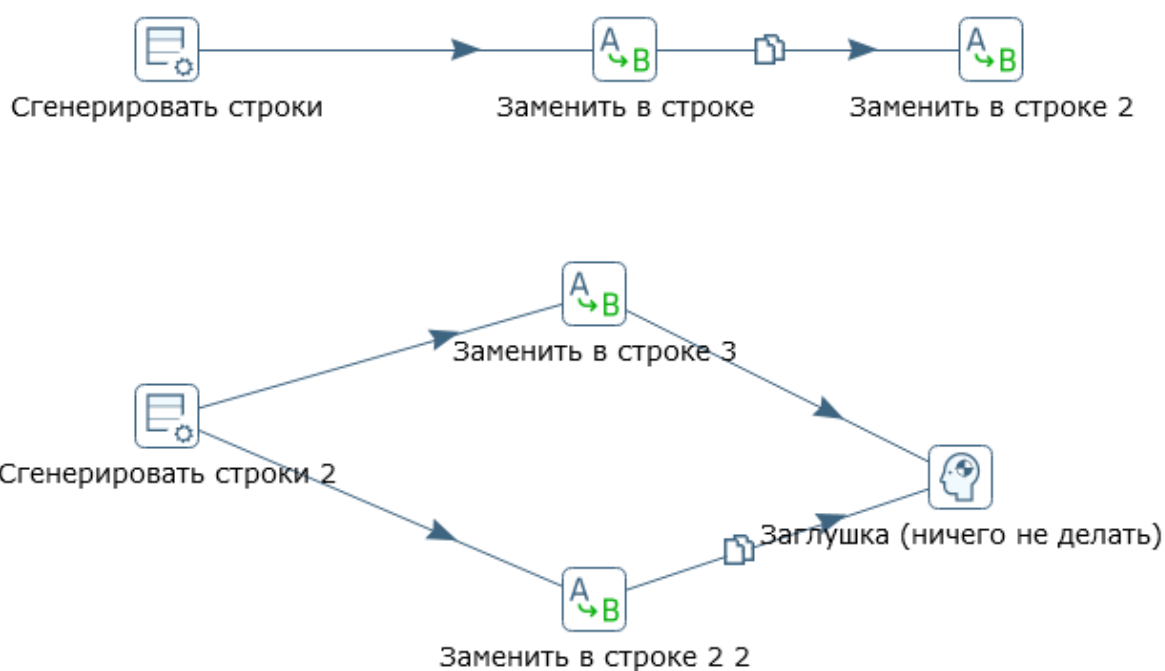 A
B
A
B
Сгенерировать строки
Заменить в строке
Заменить в строке 2
A
B
Заменить в строке 3
Сгенерировать строки 2
Заглушка (ничего не делать)
A
B
Заменить в строке 2 2